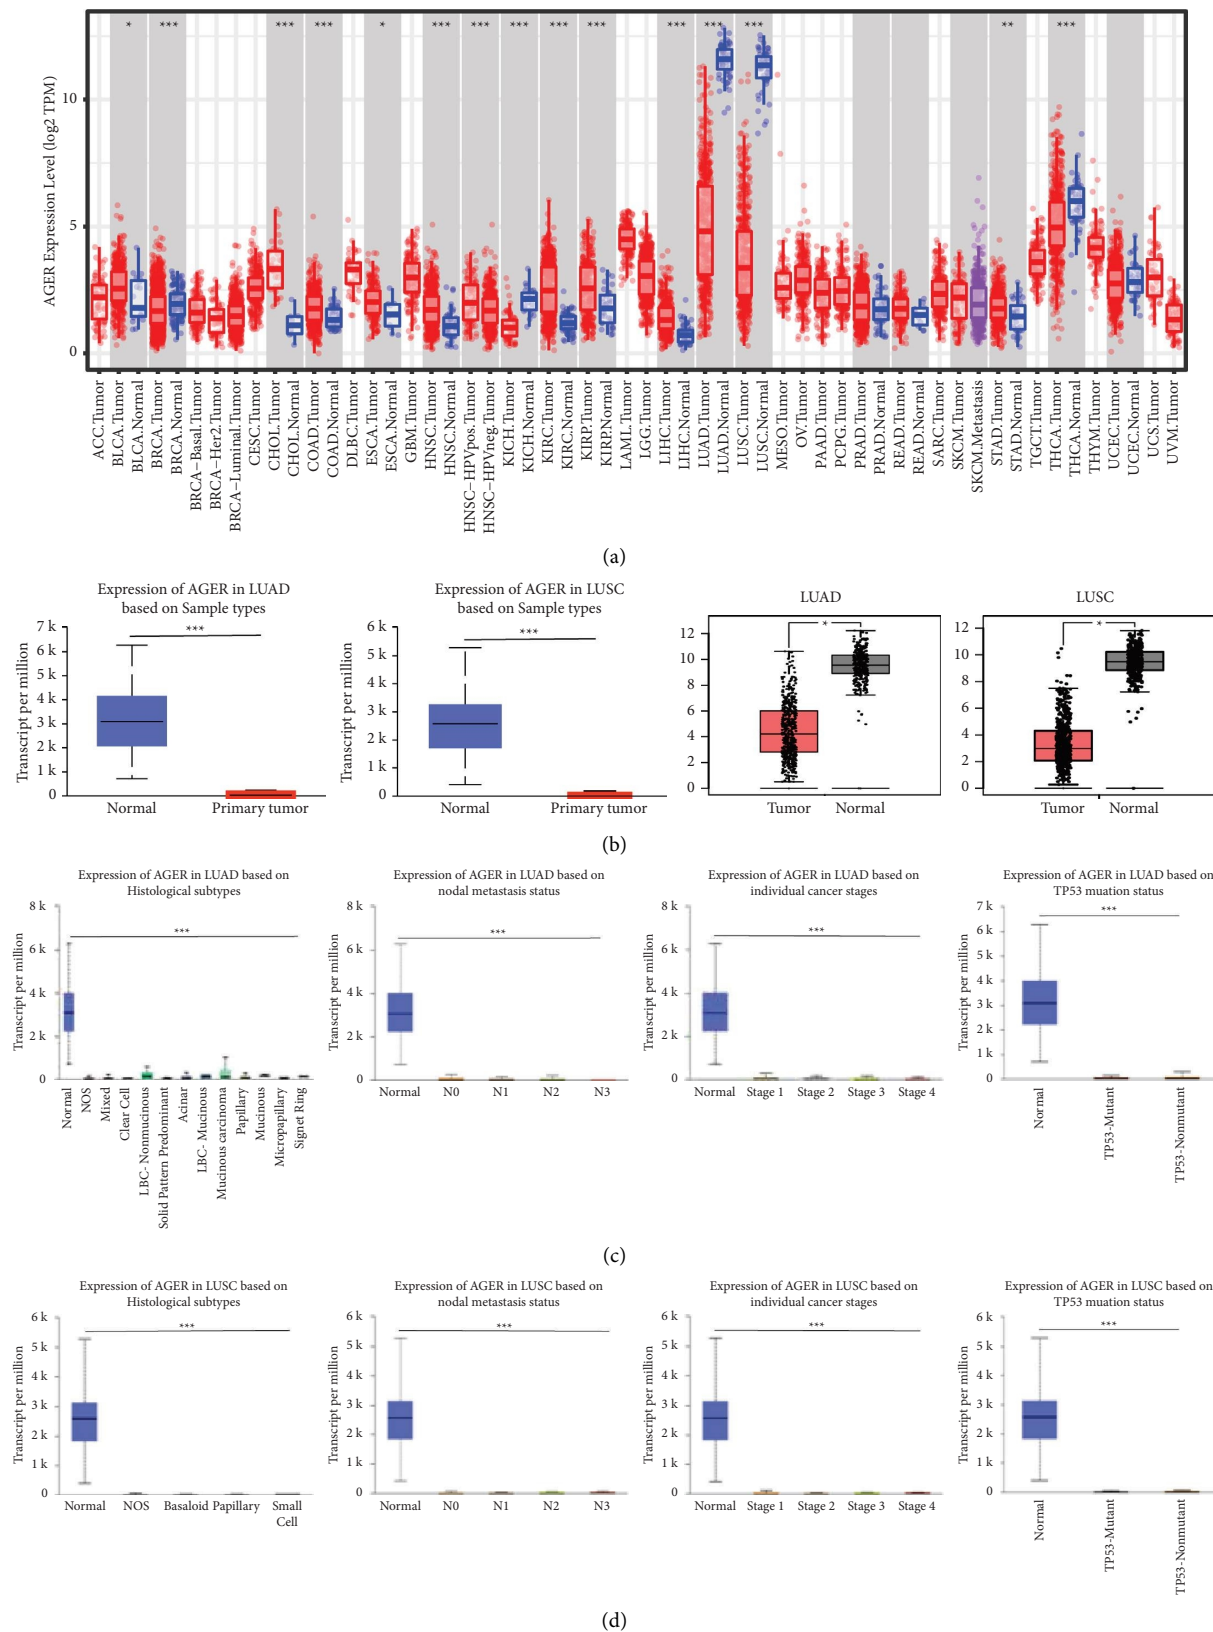 * *** *** *** * *** *** *** *** *** *** *** *** ** ***
AGER Expression Level (log2 TPM)
10
5
0
ACC.Tumor
BLCA.Tumor
BLCA.Normal
BRCA.Tumor
BRCA.Normal
BRCA-Basal.Tumor
BRCA-Her2.Tumor
BRCA-Luminal.Tumor
CESC.Tumor
CHOL.Tumor
CHOL.Normal
COAD.Tumor
COAD.Normal
DLBC.Tumor
ESCA.Tumor
ESCA.Normal
GBM.Tumor
HNSC.Tumor
HNSC.Normal
HNSC-HPVpos.Tumor
HNSC-HPVneg.Tumor
KICH.Tumor
KICH.Normal
KIRC.Tumor
KIRC.Normal
KIRP.Tumor
KIRP.Normal
LAML.Tumor
LGG.Tumor
LIHC.Tumor
LIHC.Normal
LUAD.Tumor
LUAD.Normal
LUSC.Tumor
LUSC.Normal
MESO.Tumor
OV.Tumor
PAAD.Tumor
PCPG.Tumor
PRAD.Tumor
PRAD.Normal
READ.Tumor
READ.Normal
SARC.Tumor
SKCM.Tumor
SKCM.Metastasis
STAD.Tumor
STAD.Normal
TGCT.Tumor
THCA.Tumor
THCA.Normal
THYM.Tumor
UCEC.Tumor
UCEC.Normal
UCS.Tumor
UVM.Tumor
(a)
Expression of AGER in LUAD
based on Sample types
Transcript per million
7 k
6 k
5 k
4 k
3 k
2 k
1 k
0
***
Normal Primary tumor
Expression of AGER in LUSC
based on Sample types
Transcript per million
6 k
5 k
4 k
3 k
2 k
1 k
0
***
Normal Primary tumor
LUAD
*
12
10
8
6
4
2
0
Tumor Normal
LUSC
*
12
10
8
6
4
2
0
Tumor Normal
(b)
Expression of AGER in LUAD based on
Histological subtypes
Transcript per million
8 k
6 k
4 k
2 k
0
***
Normal
NOS
Mixed
Clear Cell
LBC- Nonmucinous
Solid Pattern Predominant
Acinar
LBC- Mucinous
Mucinous carcinoma
Papillary
Mucinous
Micropapillary
Signet Ring
Expression of AGER in LUAD based on
nodal metastasis status
Transcript per million
8 k
6 k
4 k
2 k
0
***
Normal N0 N1 N2 N3
Expression of AGER in LUAD based on
individual cancer stages
Transcript per million
8 k
6 k
4 k
2 k
0
***
Normal Stage 1 Stage 2 Stage 3 Stage 4
Expression of AGER in LUAD based on
TP53 muation status
Transcript per million
7 k
6 k
5 k
4 k
3 k
2 k
1 k
0
***
Normal
TP53-Mutant
TP53-Nonmutant
(c)
Expression of AGER in LUSC based on
Histological subtypes
Transcript per million
6 k
5 k
4 k
3 k
2 k
1 k
0
***
Normal NOS Basaloid Papillary Small
Cell
Expression of AGER in LUSC based on
nodal metastasis status
Transcript per million
6 k
5 k
4 k
3 k
2 k
1 k
0
***
Normal N0 N1 N2 N3
Expression of AGER in LUSC based on
individual cancer stages
Transcript per million
6 k
5 k
4 k
3 k
2 k
1 k
0
***
Normal Stage 1 Stage 2 Stage 3 Stage 4
Expression of AGER in LUSC based on
TP53 muation status
Transcript per million
6 k
5 k
4 k
3 k
2 k
1 k
0
***
Normal
TP53-Mutant
TP53-Nonmutant
(d)